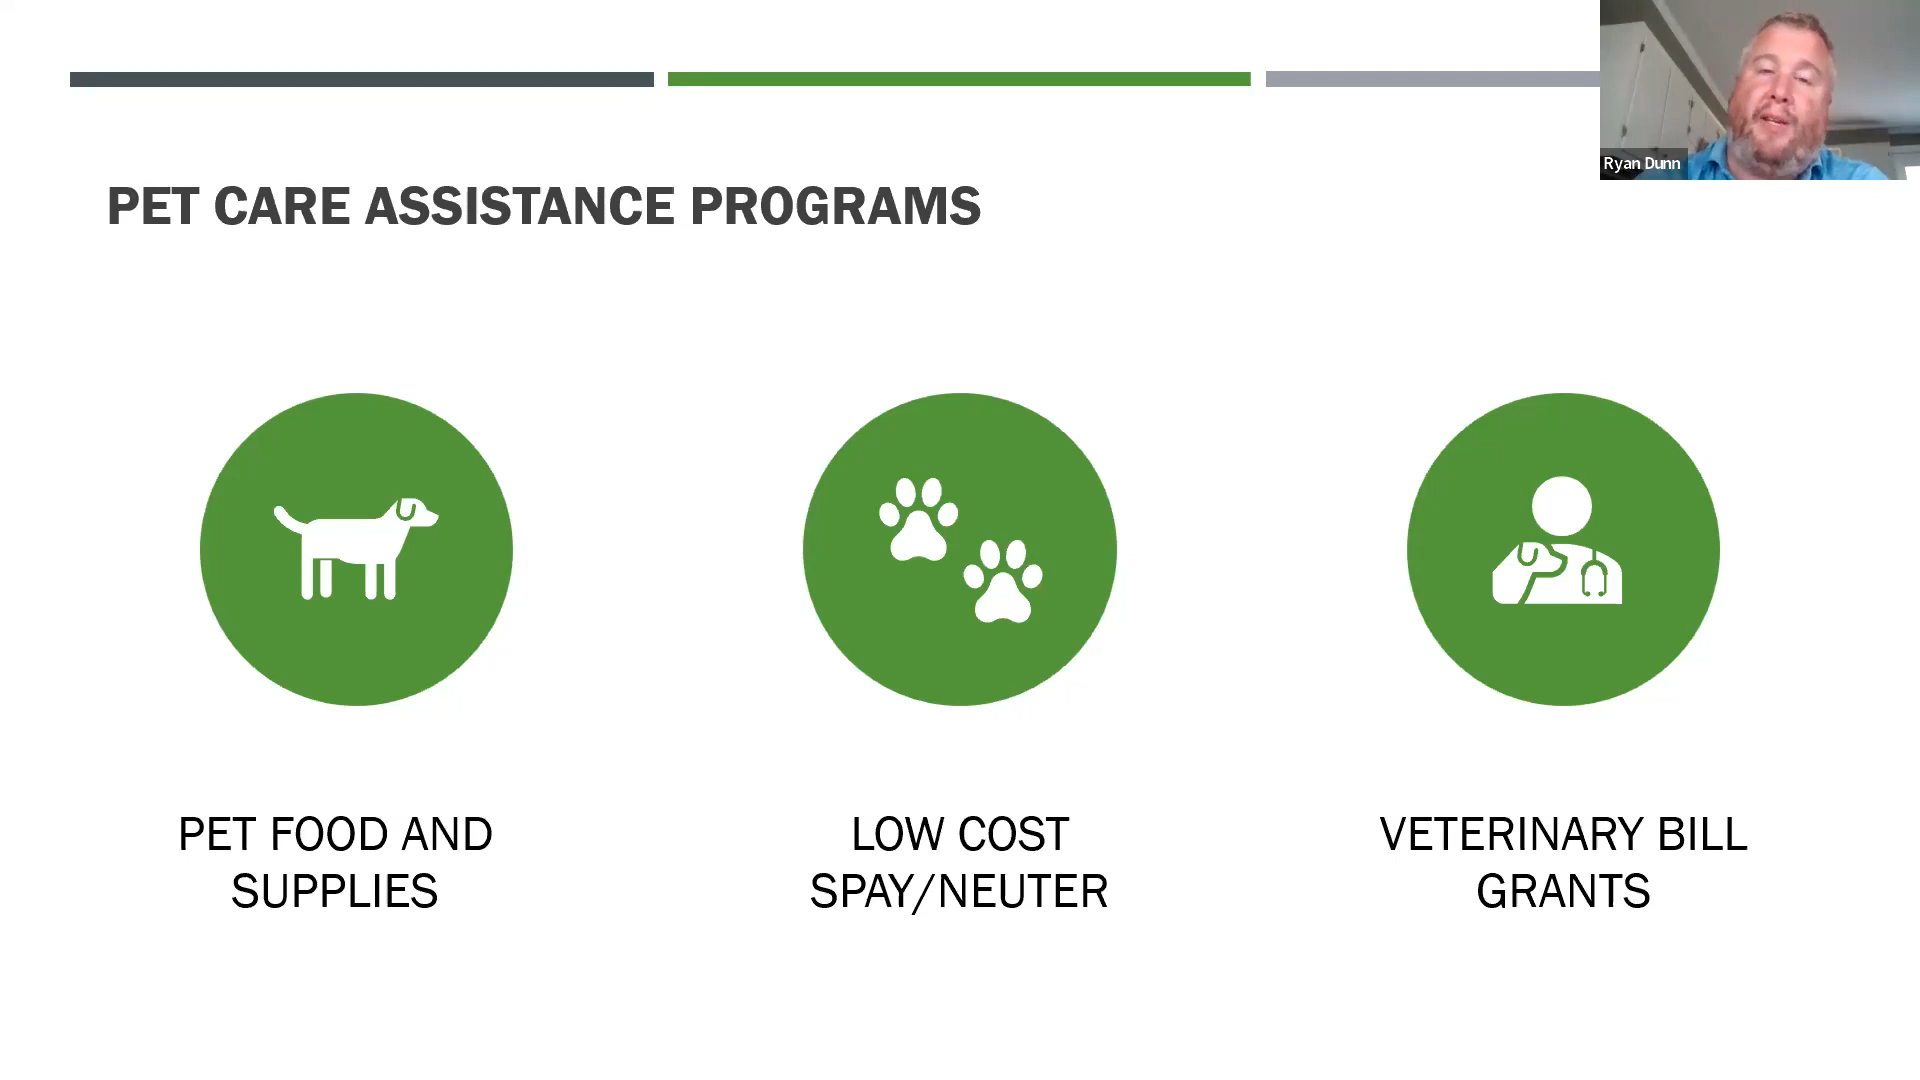 Ryan Dunn
PET CARE ASSISTANCE PROGRAMS
PET FOOD AND
SUPPLIES
LOW COST
SPAY/NEUTER
VETERINARY BILL
GRANTS